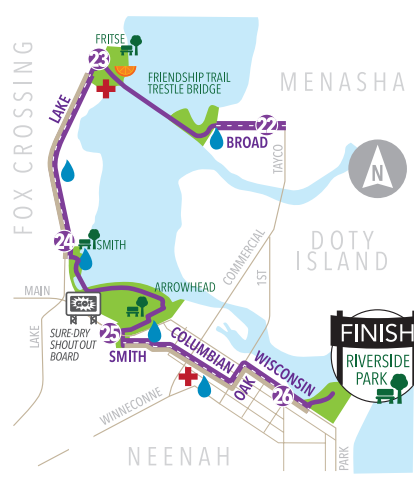 FRITSE
23
FRIENDSHIP TRAIL
TRESTLE BRIDGE
MENASHA
FOX CROSSING
LAKE
22
BROAD
TAYCO
N
24
SMITH
COMMERCIAL
1ST
DOTY
ISLAND
MAIN
ARROWHEAD
GO!
LAKE
SURE-DRY
SHOUT OUT
BOARD
25
SMITH
COLUMBIAN
WISCONSIN
OAK
26
FINISH
RIVERSIDE
PARK
WINNECONNE
NEENAH
PARK